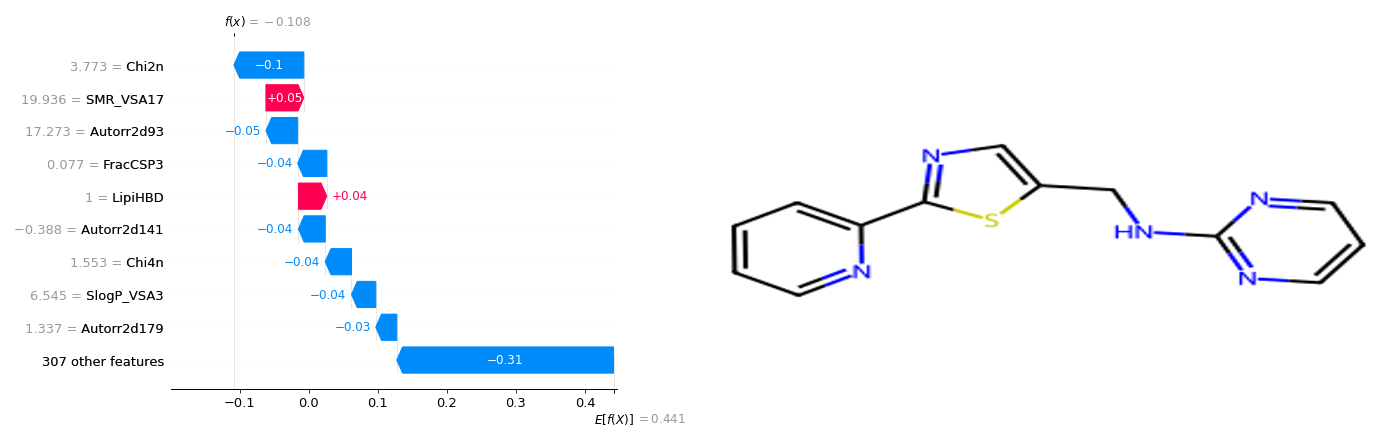 f(x) = −0.108
3.773 = Chi2n
−0.1
19.936 = SMR_VSA17
+0.05
17.273 = Autorr2d93
−0.05
0.077 = FracCSP3
−0.04
1 = LipiHBD
+0.04
−0.388 = Autorr2d141
−0.04
1.553 = Chi4n
−0.04
6.545 = SlogP_VSA3
−0.04
1.337 = Autorr2d179
−0.03
307 other features
−0.31
−0.1 0.0 0.1 0.2 0.3 0.4
E[f(X)] = 0.441
N
S
N
HN
N
N